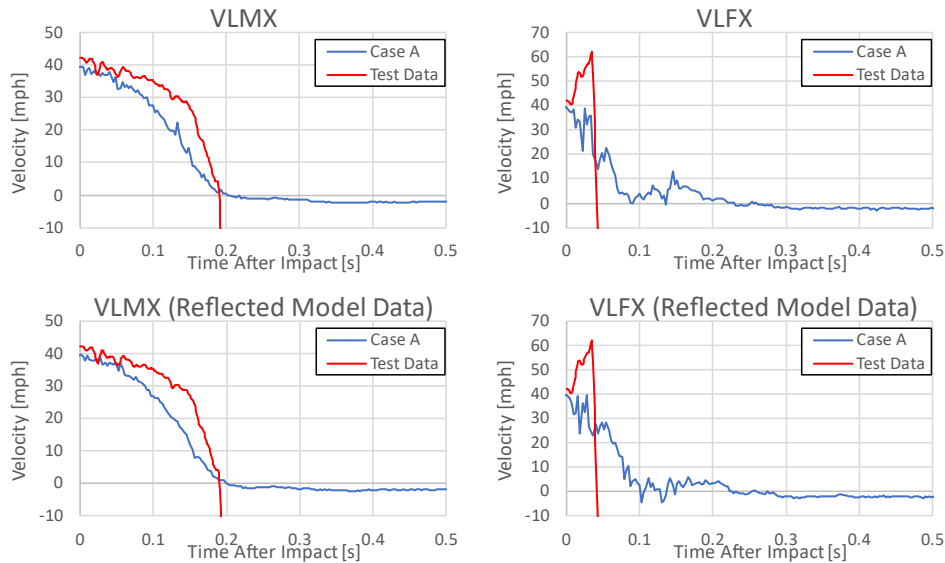 VLMX
Velocity [mph]
50
40
30
20
10
0
-10
0 0.1 0.2 0.3 0.4 0.5
Time After Impact [s]
Case A
Test Data
VLFX
Velocity [mph]
70
60
50
40
30
20
10
0
-10
0 0.1 0.2 0.3 0.4 0.5
Time After Impact [s]
Case A
Test Data
VLMX (Reflected Model Data)
Velocity [mph]
50
40
30
20
10
0
-10
0 0.1 0.2 0.3 0.4 0.5
Time After Impact [s]
Case A
Test Data
VLFX (Reflected Model Data)
Velocity [mph]
70
60
50
40
30
20
10
0
-10
0 0.1 0.2 0.3 0.4 0.5
Time After Impact [s]
Case A
Test Data